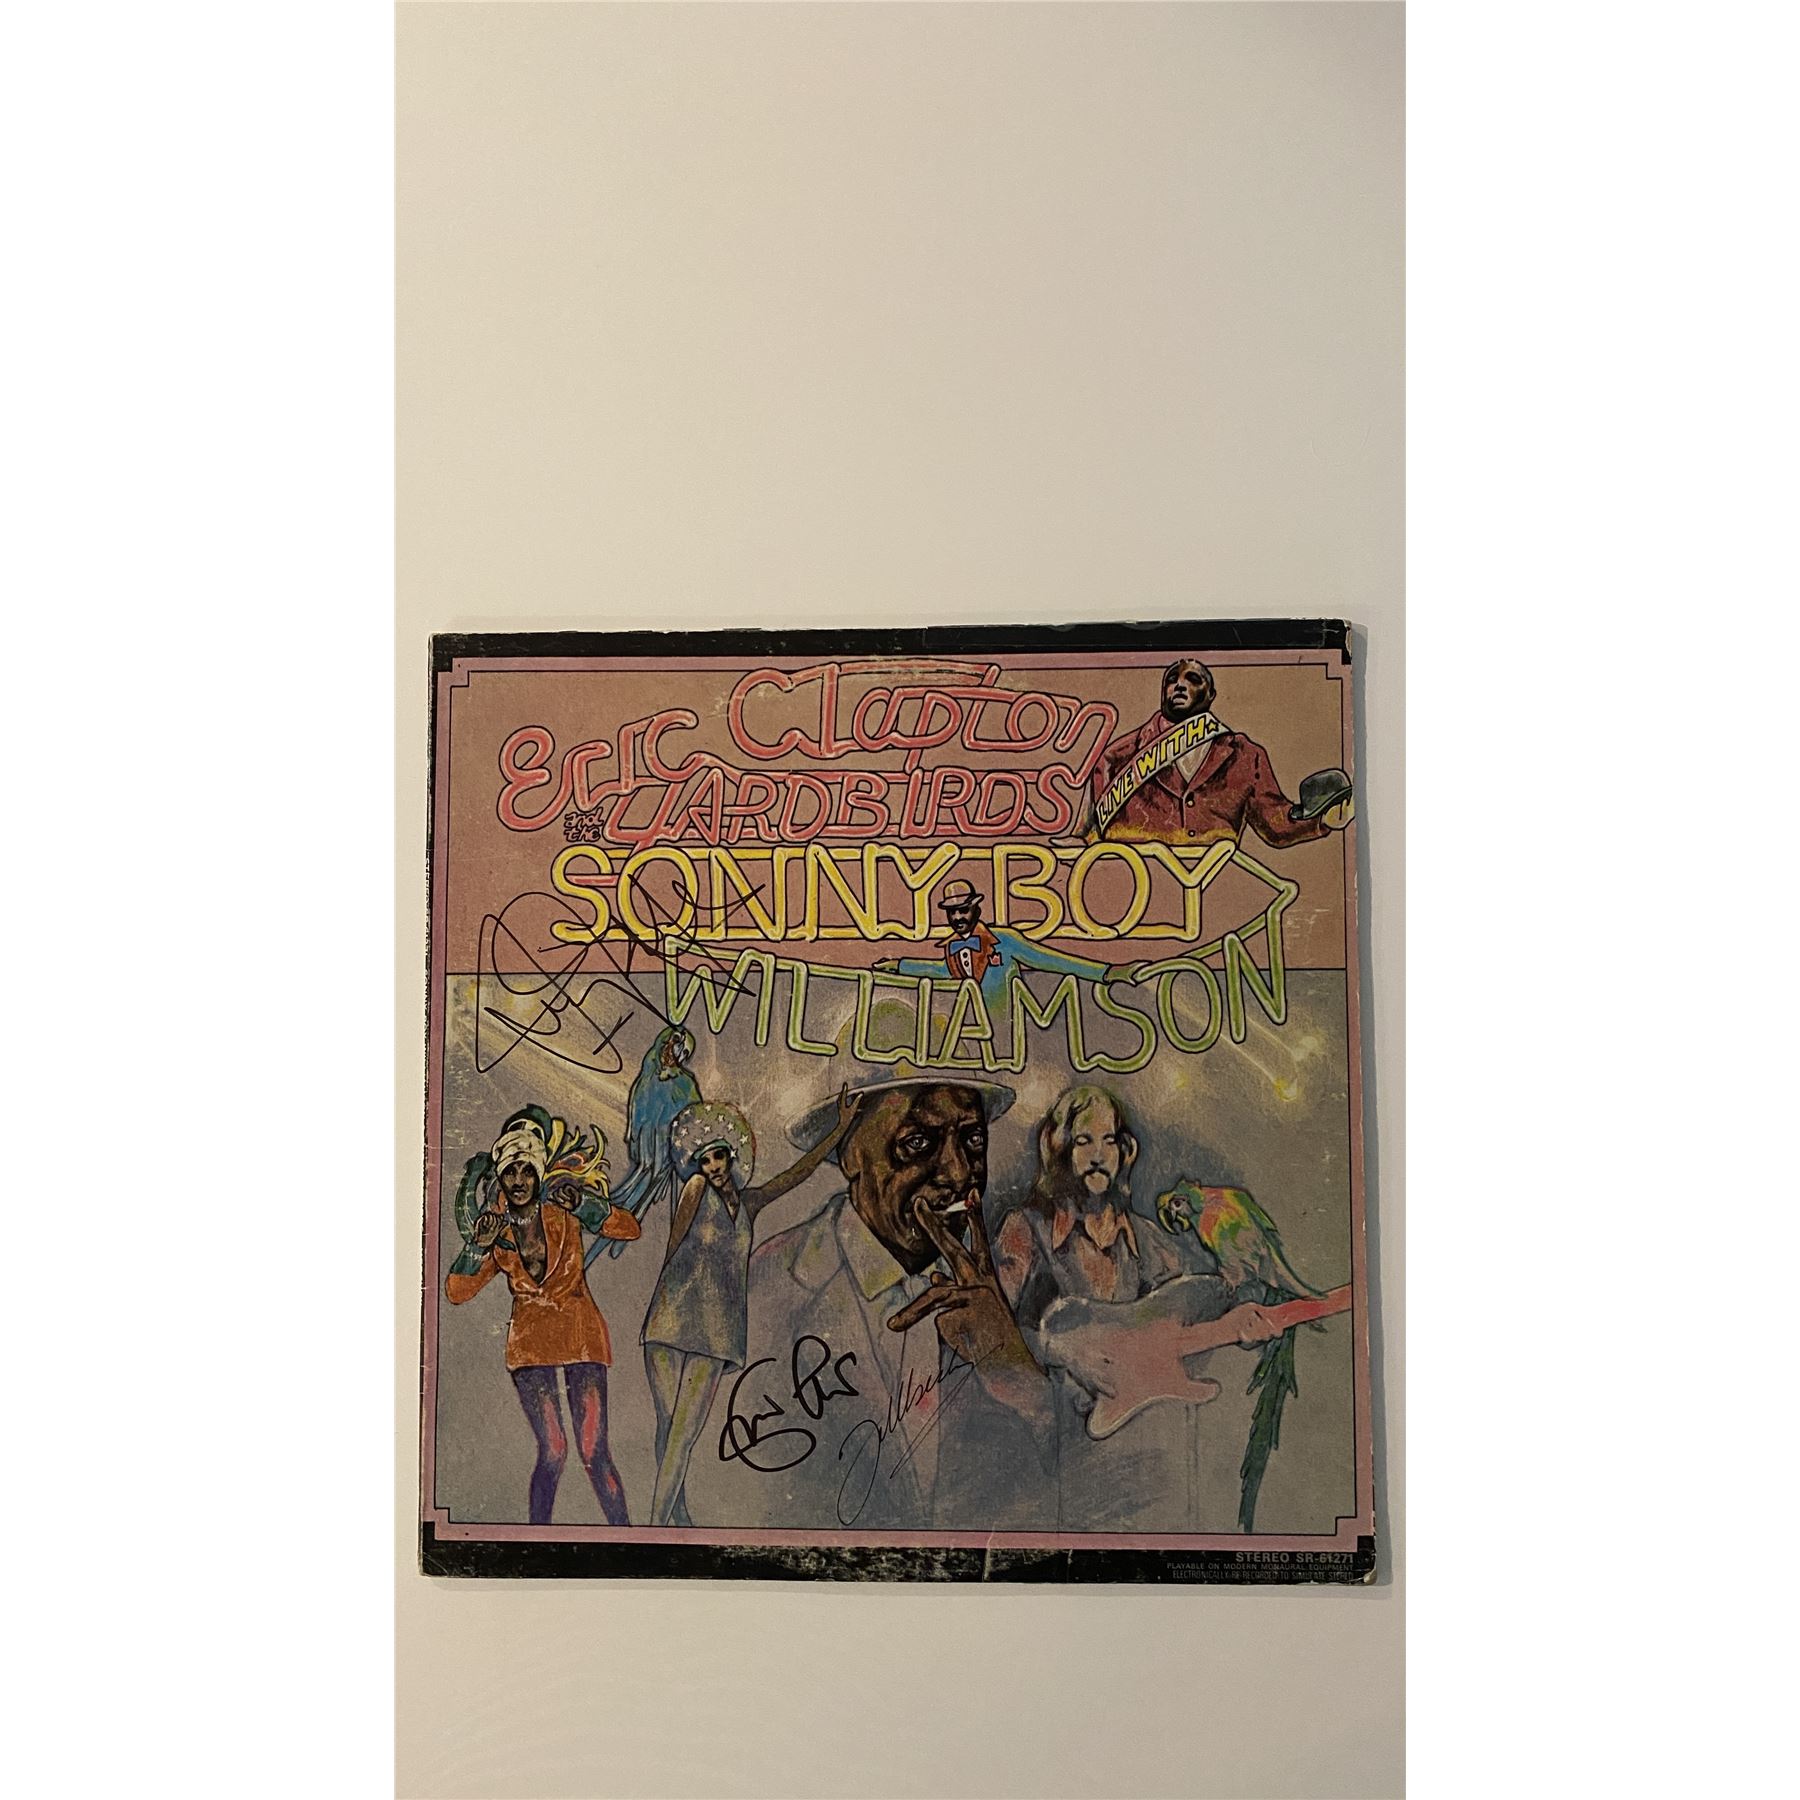 Eric Clapton
and the YARDBIRDS
LIVE WITH
SONNY BOY
WILLIAMSON
STEREO SR-61271
PLAYABLE ON MODERN MONAURAL EQUIPMENT
ELECTRONICALLY RE-RECORDED TO SIMULATE STEREO